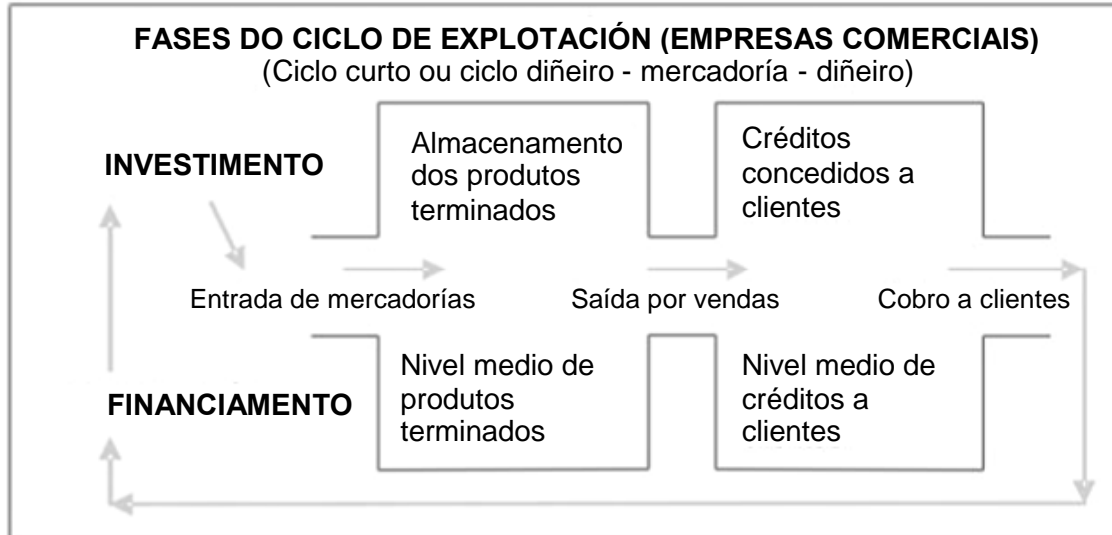 FASES DO CICLO DE EXPLOTACIÓN (EMPRESAS COMERCIAIS)
(Ciclo curto ou ciclo diñeiro - mercadoría - diñeiro)
INVESTIMENTO
Almacenamento
dos produtos
terminados
Créditos
concedidos a
clientes
Entrada de mercadorías
Saída por vendas
Cobro a clientes
FINANCIAMENTO
Nivel medio de
produtos
terminados
Nivel medio de
créditos a
clientes